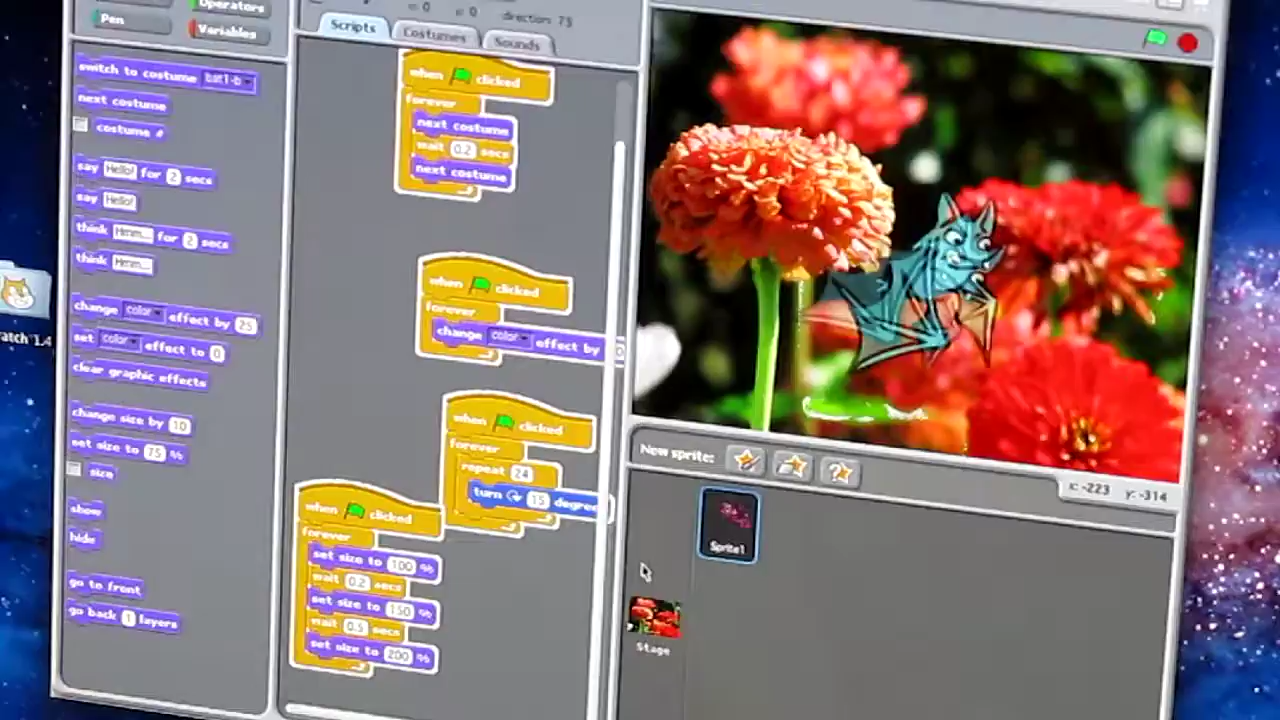 Operators
Pen
Variables
x: 0 y: 0 direction: 75
Scripts
Costumes
Sounds
switch to costume bat1-b
next costume
costume #
say Hello! for 2 secs
say Hello!
think Hmm... for 2 secs
think Hmm...
change color effect by 25
set color effect to 0
clear graphic effects
change size by 10
set size to 75 %
size
show
hide
go to front
go back 1 layers
when clicked
forever
next costume
wait 0.2 secs
next costume
when clicked
forever
change color effect by
when clicked
forever
repeat 24
turn 15 degrees
when clicked
forever
set size to 100 %
wait 0.2 secs
set size to 150 %
wait 0.5 secs
set size to 200 %
New sprite:
x: -223 y: -314
Sprite1
Stage
ratch 1.4